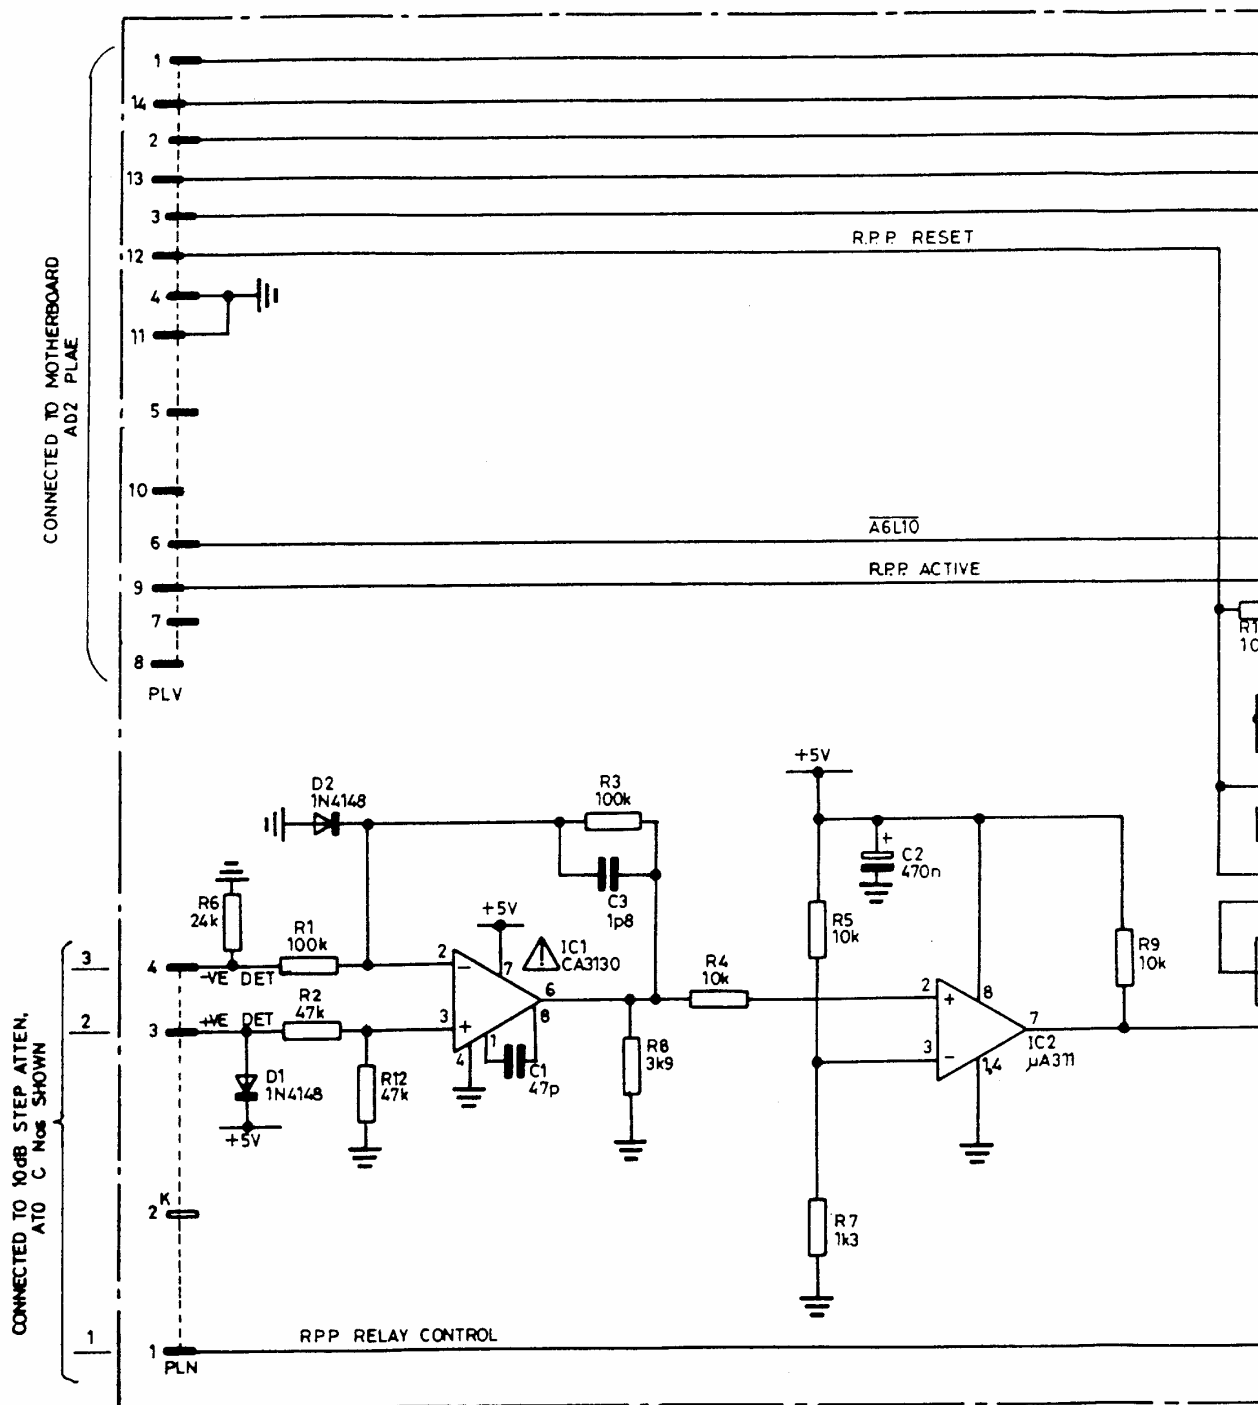 1
14
2
13
3
R.P.P. RESET
12
4
11
CONNECTED TO MOTHERBOARD
AD2 PLAE
5
10
A6L10
6
R.P.P. ACTIVE
9
7
8
PLV
+5V
D2
1N4148
R3
100k
C3
1p8
+
C2
470n
R6
24k
R1
100k
+5V
IC1
CA3130
R5
10k
R9
10k
3
4
-VE DET
2
7
6
R4
10k
2
+
8
2
3
+VE DET
R2
47k
3
+
-
1
8
4
C1
47p
R8
3k9
3
-
7
IC2
µA311
1,4
D1
1N4148
+5V
R12
47k
CONNECTED TO 10dB STEP ATTEN,
ATO C Nos SHOWN
K
2
R7
1k3
1
1
RPP RELAY CONTROL
PLN